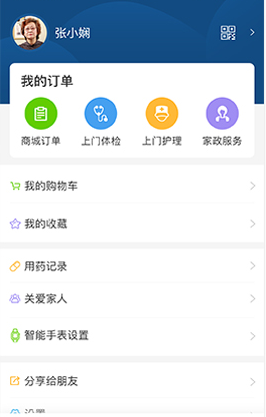 张小娴
我的订单
商城订单 上门体检 上门护理 家政服务
我的购物车
我的收藏
用药记录
关爱家人
智能手表设置
分享给朋友